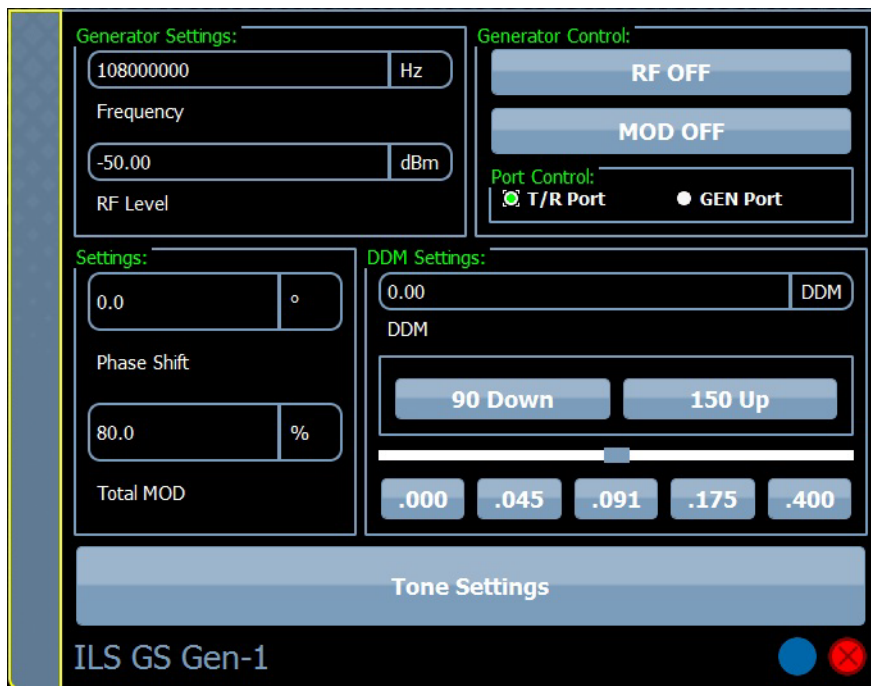 Generator Settings:
108000000 Hz
Frequency
-50.00 dBm
RF Level
Generator Control:
RF OFF
MOD OFF
Port Control:
T/R Port GEN Port
Settings:
0.0 °
Phase Shift
80.0 %
Total MOD
DDM Settings:
0.00 DDM
DDM
90 Down 150 Up
.000 .045 .091 .175 .400
Tone Settings
ILS GS Gen-1